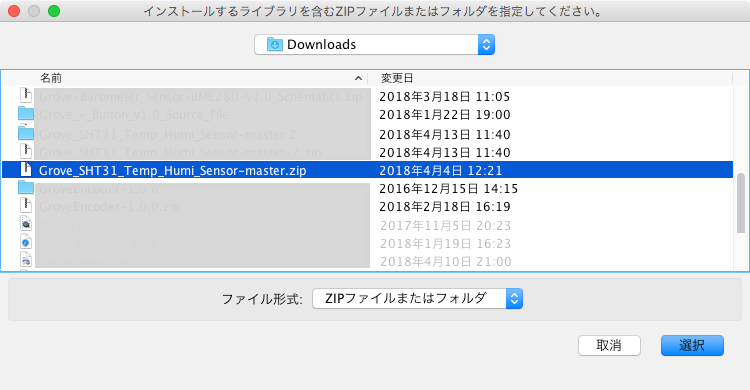 インストールするライブラリを含むZIPファイルまたはフォルダを指定してください。
Downloads
名前 変更日
Grove-Barometer_Sensor-BME280-v1.0_Schematics.zip 2018年3月18日 11:05
Grove_-_Button_v1.0_Source_File 2018年1月22日 19:00
Grove_SHT31_Temp_Humi_Sensor-master 2 2018年4月13日 11:40
Grove_SHT31_Temp_Humi_Sensor-master 2.zip 2018年4月13日 11:40
Grove_SHT31_Temp_Humi_Sensor-master.zip 2018年4月4日 12:21
GroveEncoder-1.0.0 2016年12月15日 14:15
GroveEncoder-1.0.0.zip 2018年2月18日 16:19
2017年11月5日 20:23
2018年1月19日 16:23
2018年4月10日 21:00
ファイル形式: ZIPファイルまたはフォルダ
取消 選択